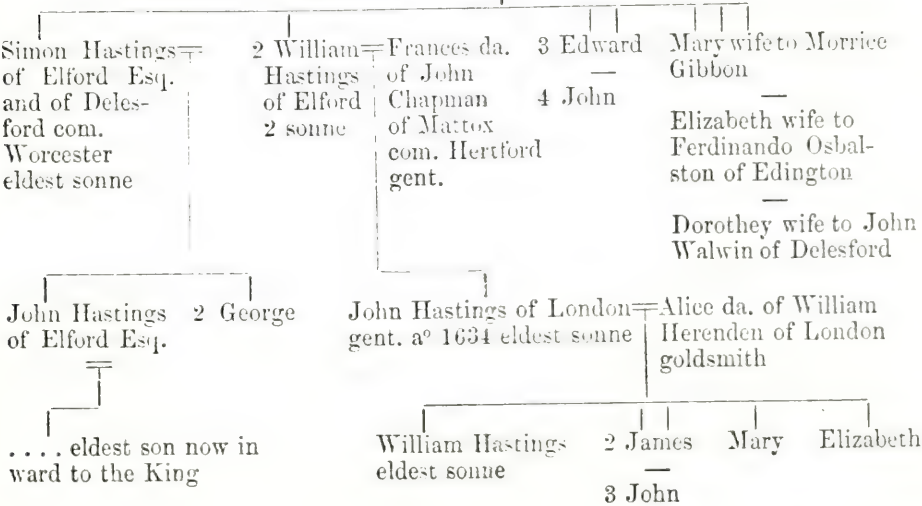 Simon Hastings
of Elford Esq.
and of Deles-
ford com.
Worcester
eldest sonne
2 William
Hastings
of Elford
2 sonne
Frances da.
of John
Chapman
of Mattox
com. Hertford
gent.
3 Edward
4 John
Mary wife to Morrice
Gibbon
Elizabeth wife to
Ferdinando Osbal-
ston of Edington
Dorothey wife to John
Walwin of Delesford
John Hastings
of Elford Esq.
2 George
John Hastings of London
gent. aº 1634 eldest sonne
Alice da. of William
Herenden of London
goldsmith
. . . . eldest son now in
ward to the King
William Hastings
eldest sonne
2 James
3 John
Mary
Elizabeth